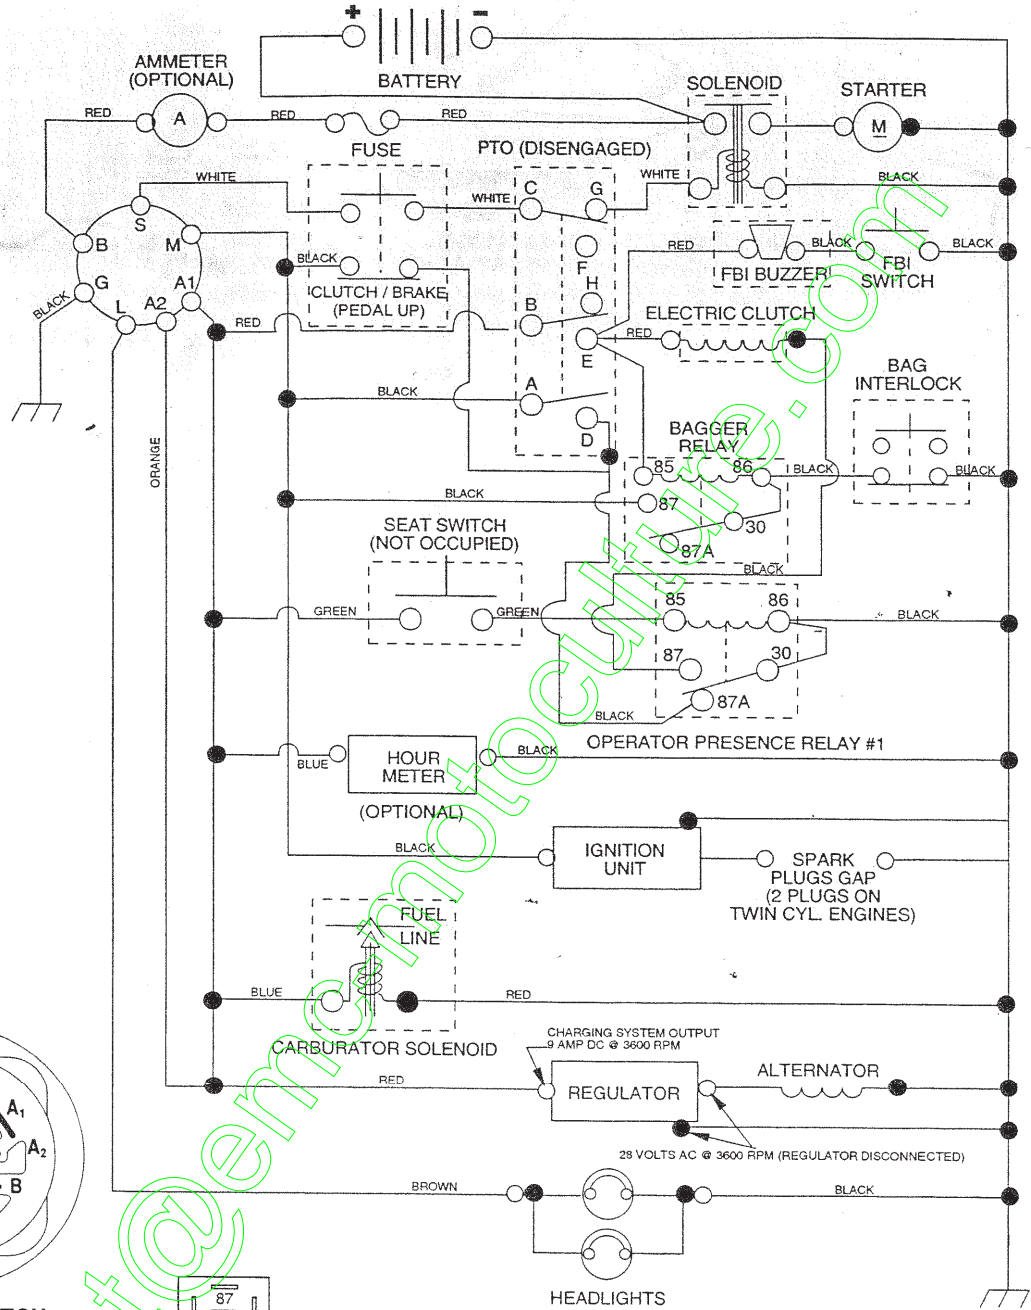 + -
BATTERY
AMMETER
(OPTIONAL)
RED
A
RED
RED
FUSE
SOLENOID
STARTER
M
PTO (DISENGAGED)
WHITE
WHITE
C
G
WHITE
BLACK
S
B
M
G
A1
A2
L
BLACK
BLACK
CLUTCH / BRAKE
(PEDAL UP)
F
H
B
E
RED
BLACK
BLACK
FBI BUZZER
FBI
SWITCH
RED
ELECTRIC CLUTCH
RED
BAG
INTERLOCK
BLACK
A
D
ORANGE
BAGGER
RELAY
85
86
BLACK
BLACK
BLACK
87
30
87A
BLACK
SEAT SWITCH
(NOT OCCUPIED)
GREEN
GREEN
85
86
BLACK
87
30
87A
BLACK
OPERATOR PRESENCE RELAY #1
BLUE
HOUR
METER
BLACK
(OPTIONAL)
BLACK
IGNITION
UNIT
SPARK
PLUGS GAP
(2 PLUGS ON
TWIN CYL. ENGINES)
FUEL
LINE
BLUE
RED
CARBURATOR SOLENOID
CHARGING SYSTEM OUTPUT
9 AMP DC @ 3600 RPM
RED
REGULATOR
ALTERNATOR
28 VOLTS AC @ 3600 RPM (REGULATOR DISCONNECTED)
A1
A2
B
BROWN
BLACK
HEADLIGHTS
87
t@emc-motoculture.com